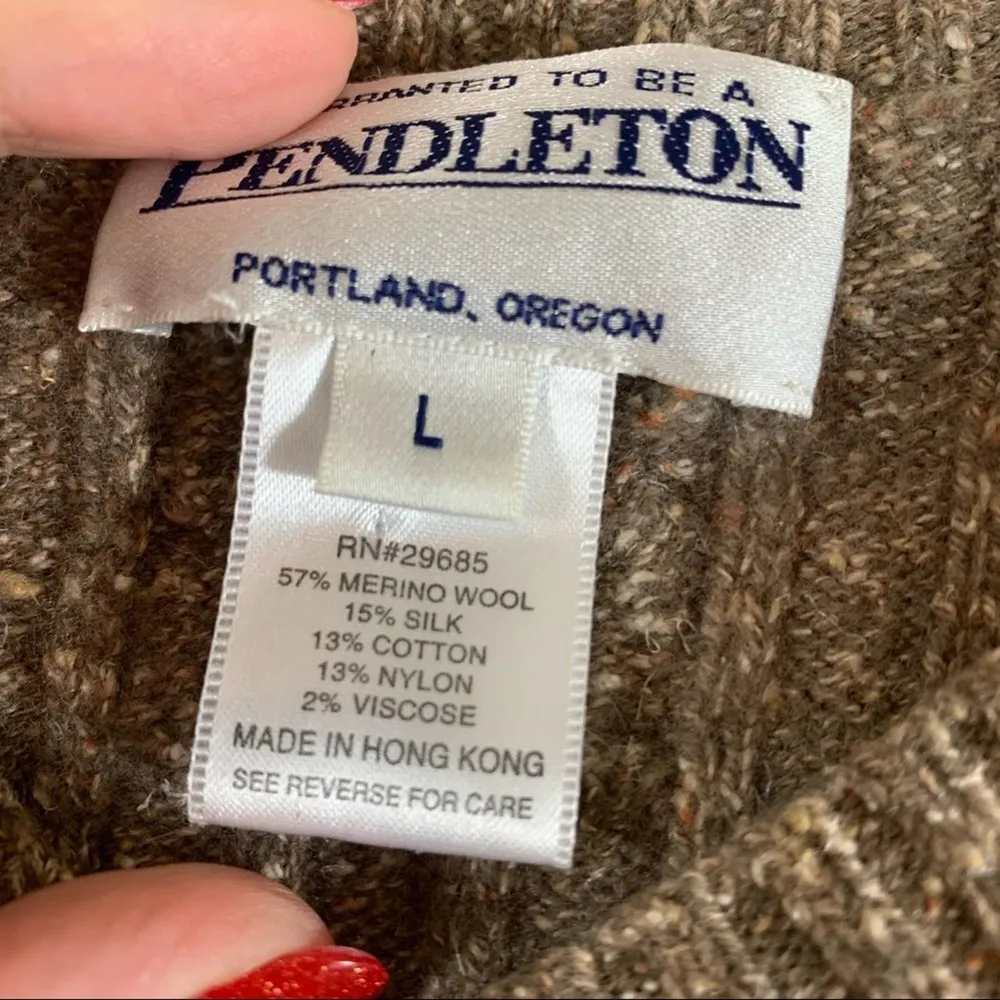 WARRANTED TO BE A
PENDLETON
PORTLAND, OREGON
L
RN#29685
57% MERINO WOOL
15% SILK
13% COTTON
13% NYLON
2% VISCOSE
MADE IN HONG KONG
SEE REVERSE FOR CARE